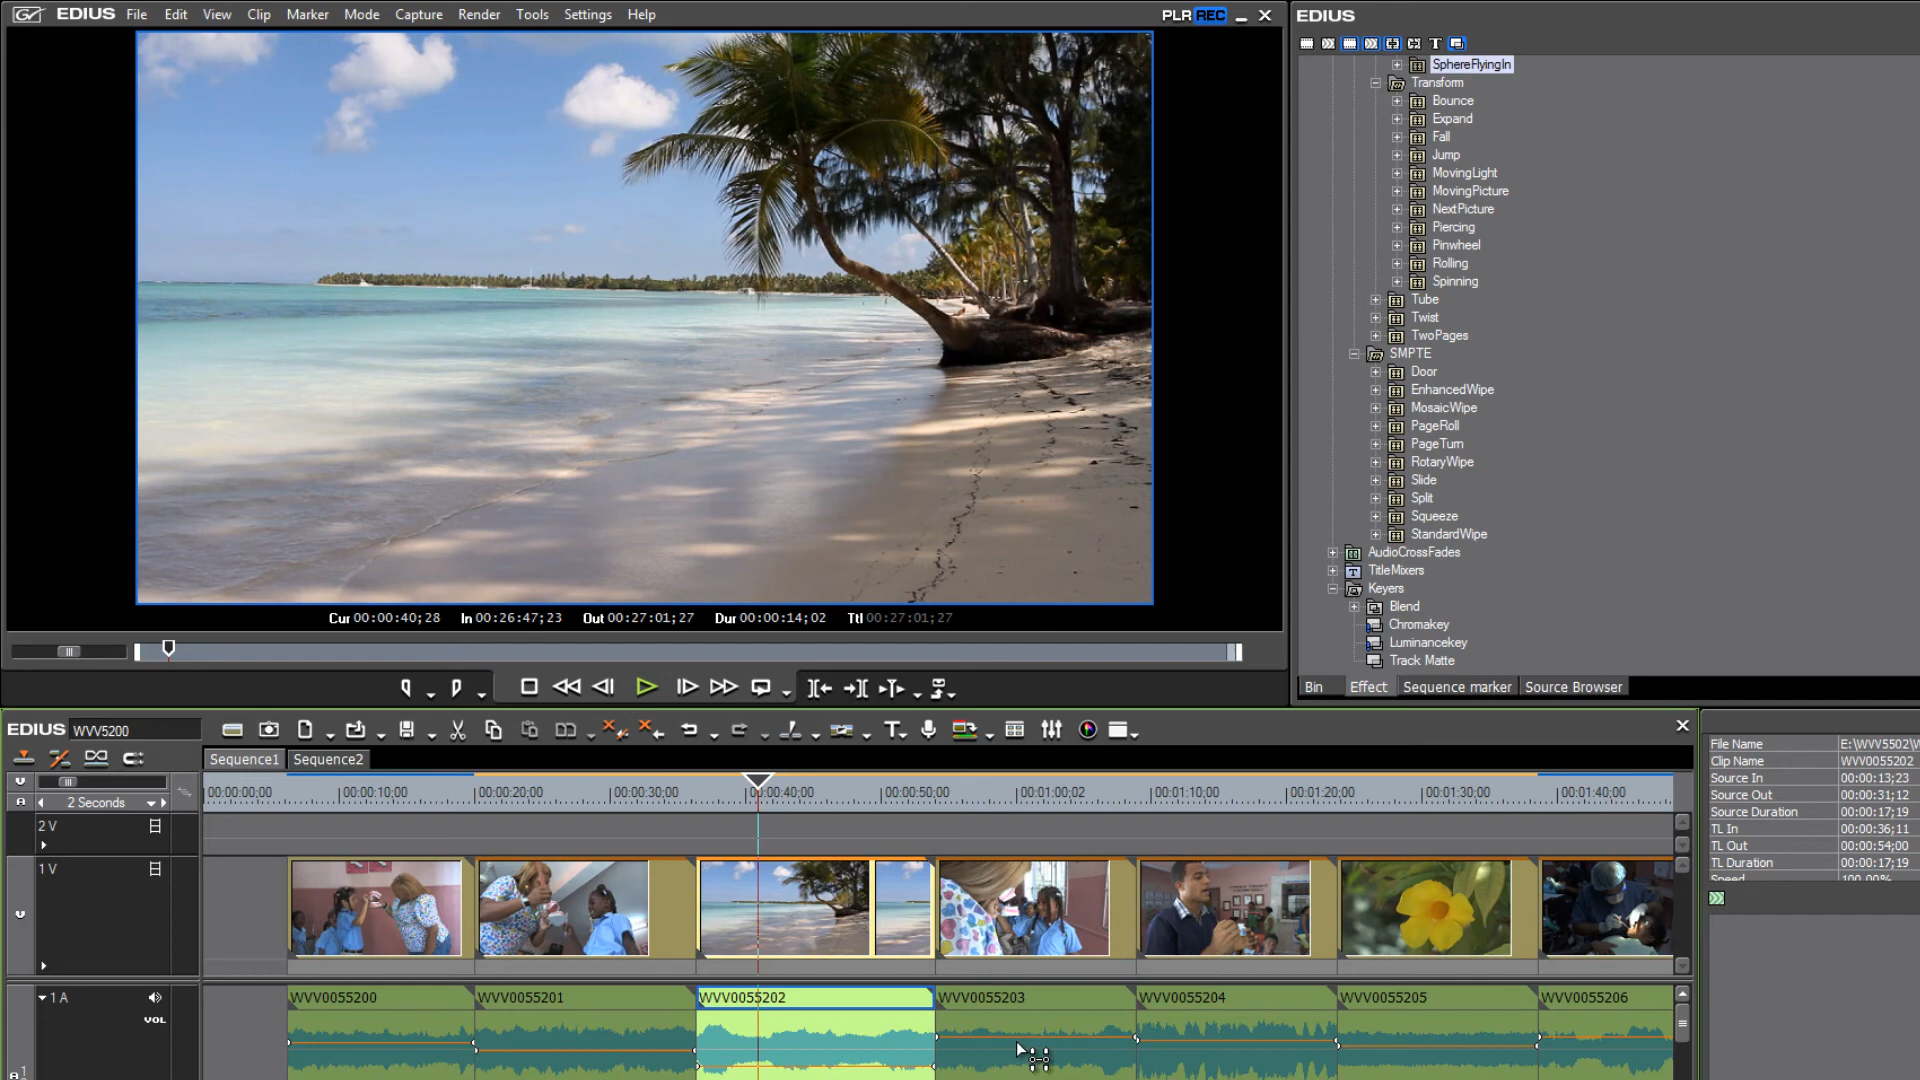 EDIUS File Edit View Clip Marker Mode Capture Render Tools Settings Help PLR REC
Cur 00:00:40;28 In 00:26:47;23 Out 00:27:01;27 Dur 00:00:14;02 Ttl 00:27:01;27
EDIUS
T
SphereFlyingIn
Transform
Bounce
Expand
Fall
Jump
MovingLight
MovingPicture
NextPicture
Piercing
Pinwheel
Rolling
Spinning
Tube
Twist
TwoPages
SMPTE
Door
EnhancedWipe
MosaicWipe
PageRoll
PageTurn
RotaryWipe
Slide
Split
Squeeze
StandardWipe
AudioCrossFades
TitleMixers
Keyers
Blend
Chromakey
Luminancekey
Track Matte
Bin Effect Sequence marker Source Browser
EDIUS WVV5200
Sequence1 Sequence2
2 Seconds
00:00:00;00 00:00:10;00 00:00:20;00 00:00:30;00 00:00:40;00 00:00:50;00 00:01:00;02 00:01:10;00 00:01:20;00 00:01:30;00 00:01:40;00
2 V
1 V
1 A
VOL
WVV0055200 WVV0055201 WVV0055202 WVV0055203 WVV0055204 WVV0055205 WVV0055206
File Name E:\WVV5502\W
Clip Name WVV0055202
Source In 00:00:13;23
Source Out 00:00:31;12
Source Duration 00:00:17;19
TL In 00:00:36;11
TL Out 00:00:54;00
TL Duration 00:00:17;19
Speed 100.00%